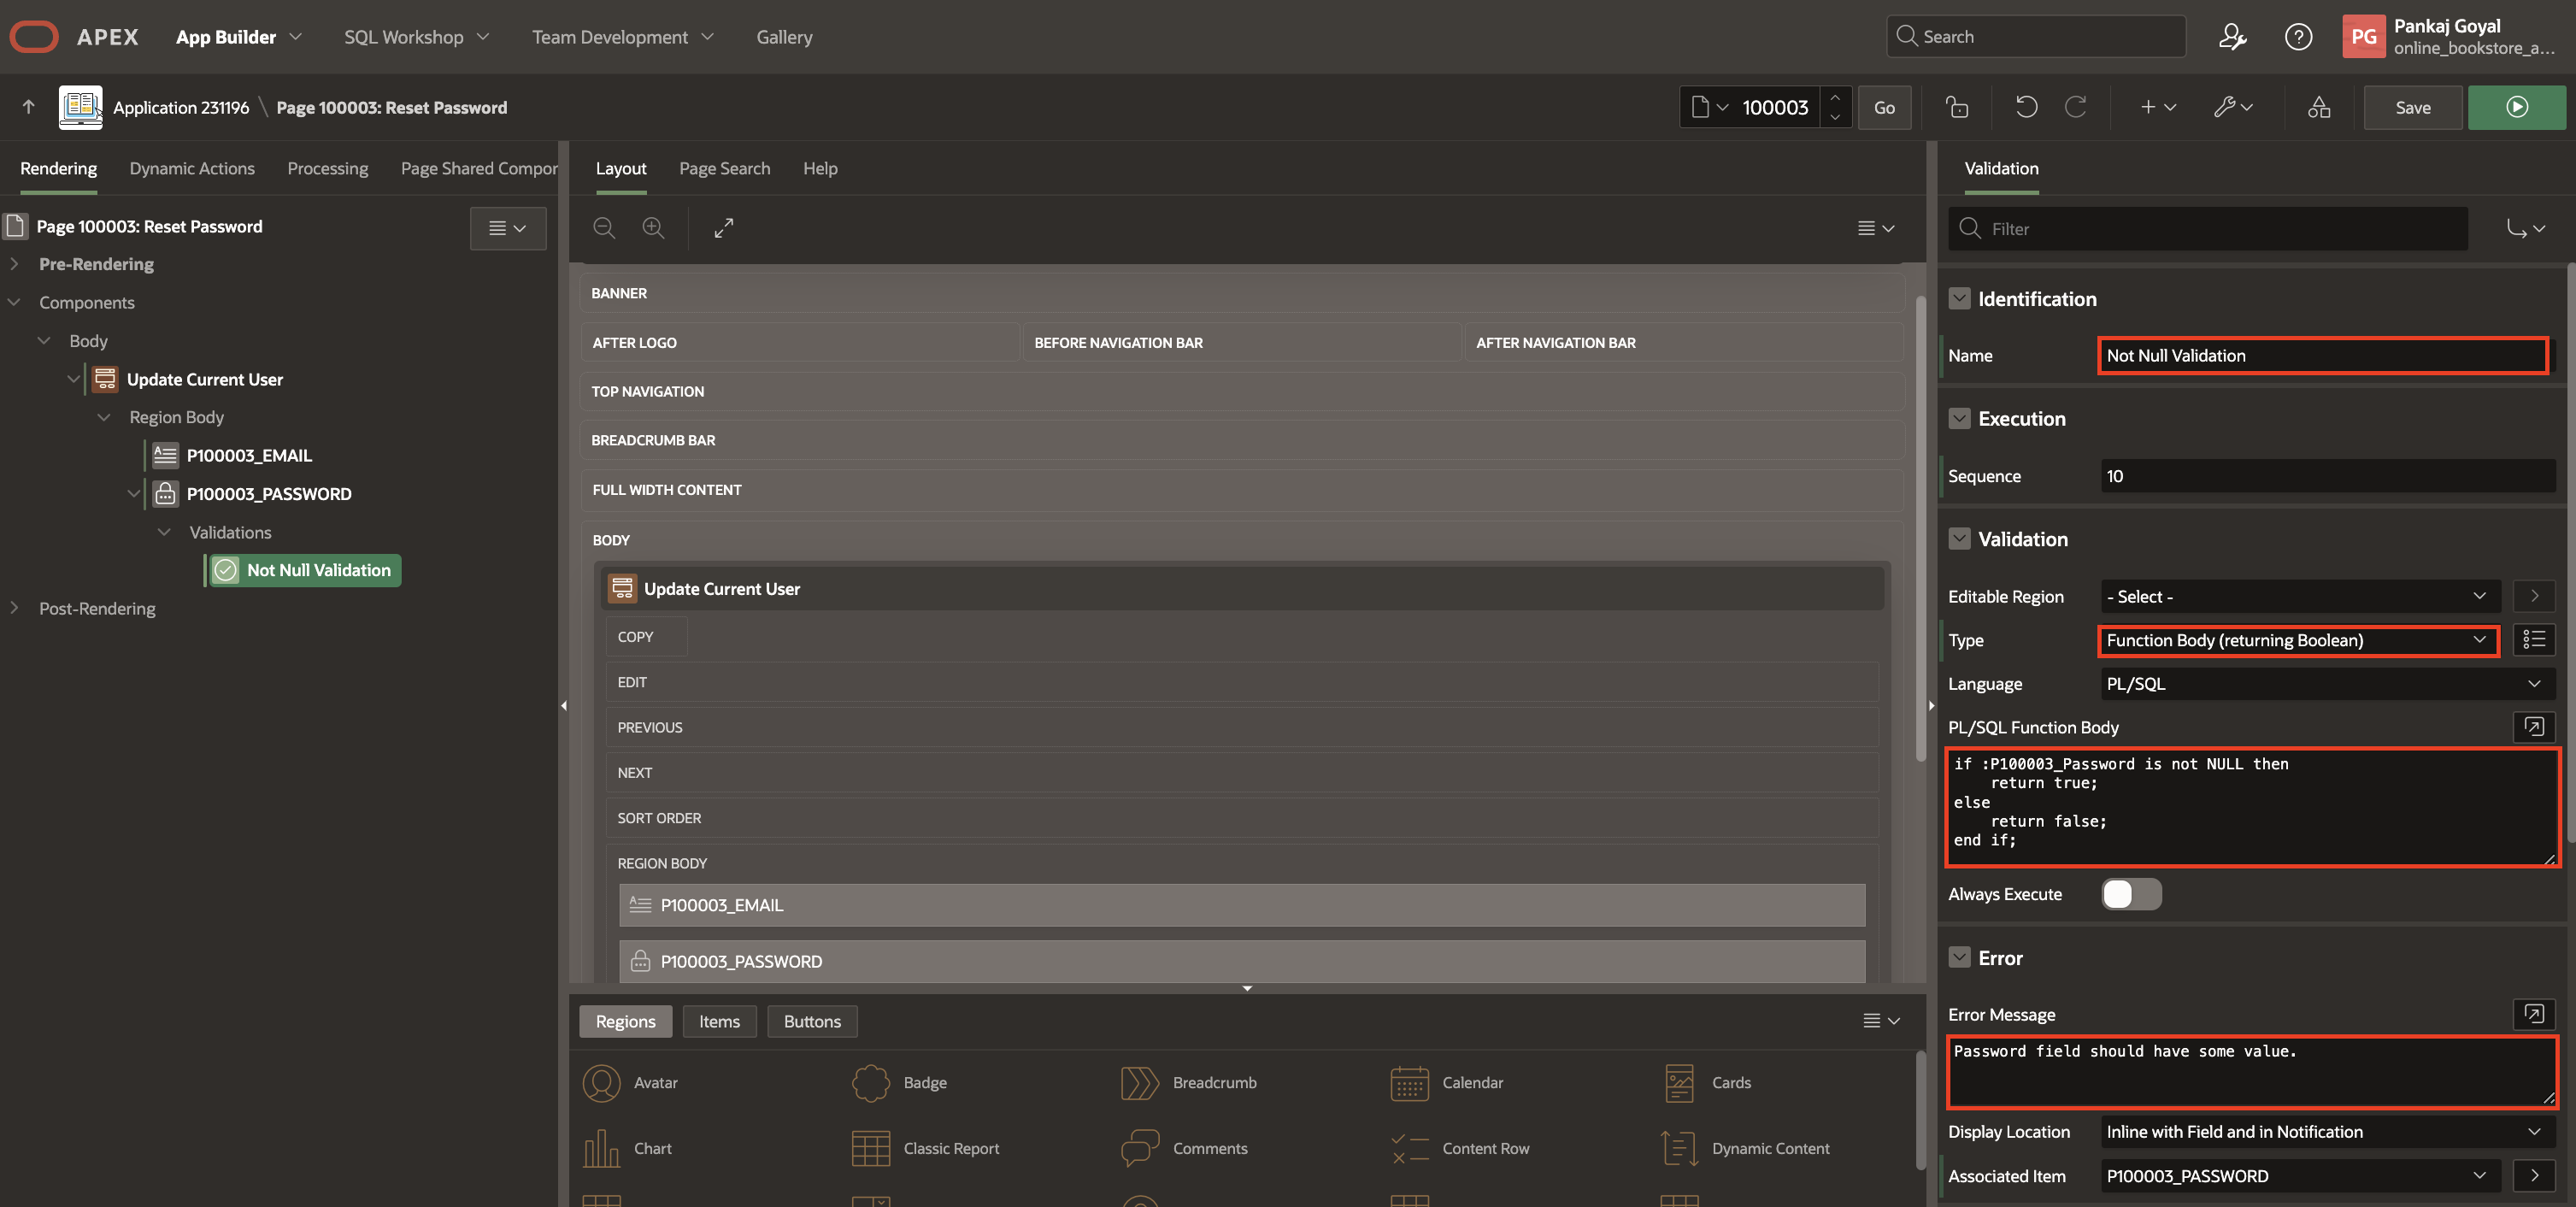 APEX App Builder SQL Workshop Team Development Gallery Search PG Pankaj Goyal
online_bookstore_a...
Application 231196 \ Page 100003: Reset Password 100003 Go Save
Rendering Dynamic Actions Processing Page Shared Compor
Page 100003: Reset Password
Pre-Rendering
Components
Body
Update Current User
Region Body
P100003_EMAIL
P100003_PASSWORD
Validations
Not Null Validation
Post-Rendering
Layout Page Search Help
BANNER
AFTER LOGO BEFORE NAVIGATION BAR AFTER NAVIGATION BAR
TOP NAVIGATION
BREADCRUMB BAR
FULL WIDTH CONTENT
BODY
Update Current User
COPY
EDIT
PREVIOUS
NEXT
SORT ORDER
REGION BODY
P100003_EMAIL
P100003_PASSWORD
Regions Items Buttons
Avatar Badge Breadcrumb Calendar Cards
Chart Classic Report Comments Content Row Dynamic Content
Validation
Filter
Identification
Name Not Null Validation
Execution
Sequence 10
Validation
Editable Region - Select -
Type Function Body (returning Boolean)
Language PL/SQL
PL/SQL Function Body
if :P100003_Password is not NULL then
return true;
else
return false;
end if;
Always Execute
Error
Error Message
Password field should have some value.
Display Location Inline with Field and in Notification
Associated Item P100003_PASSWORD